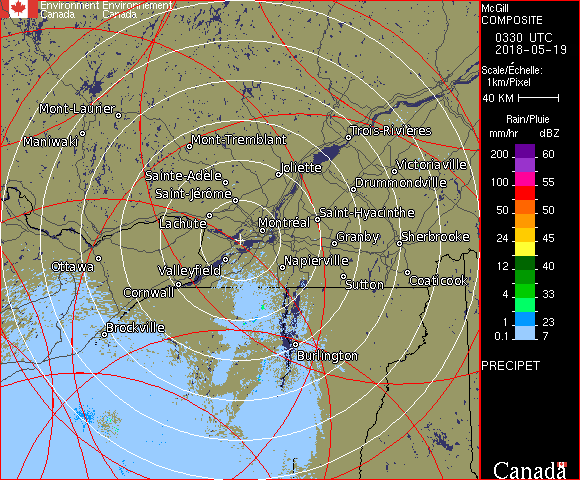 Environment Environnement
Canada Canada
McGill
COMPOSITE
0330 UTC
2018-05-19
Scale/Échelle:
1km/Pixel
40 KM
Rain/Pluie
mm/hr dBZ
200 60
55
100 55
50 50
24 45
12 40
8 33
4 30
1 23
0.1 7
PRECIPET
Canada
Mont-Laurier
Maniwaki
Mont-Tremblant
Trois-Rivières
Sainte-Adèle
Joliette
Victoriaville
Saint-Jérôme
Drummondville
Lachute
Montréal
Saint-Hyacinthe
Granby
Sherbrooke
Ottawa
Valleyfield
Napierville
Cornwall
Sutton
Coaticook
Brockville
Burlington